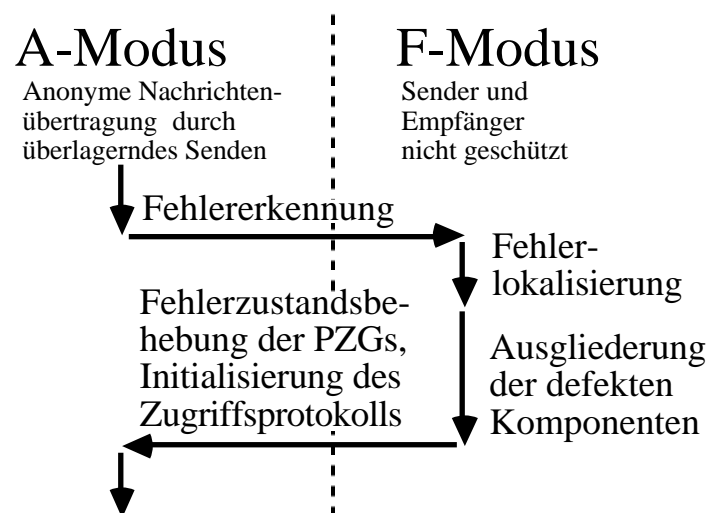 A-Modus
Anonyme Nachrichten-
übertragung durch
überlagerndes Senden
F-Modus
Sender und
Empfänger
nicht geschützt
Fehlererkennung
Fehler-
lokalisierung
Fehlerzustandsbe-
hebung der PZGs,
Initialisierung des
Zugriffsprotokolls
Ausgliederung
der defekten
Komponenten